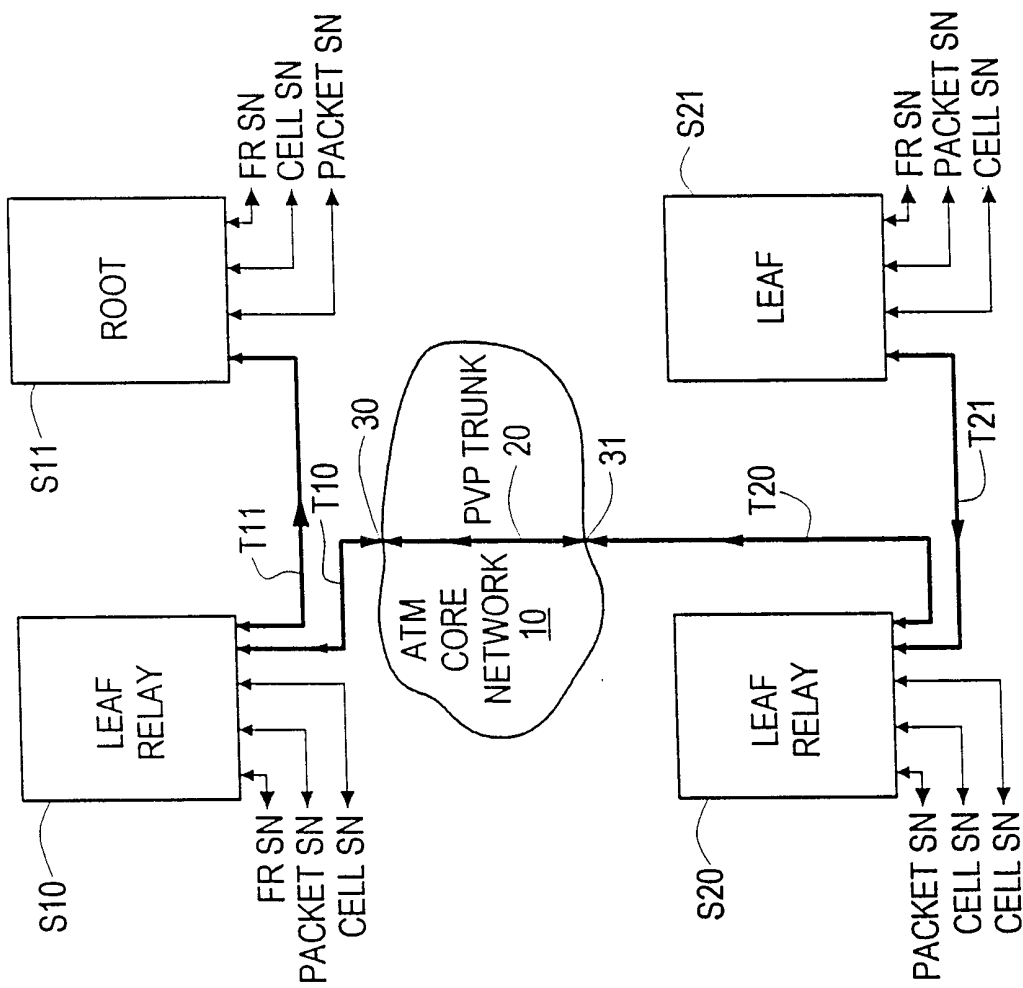 S10
LEAF
RELAY
FR SN
PACKET SN
CELL SN
S11
ROOT
FR SN
CELL SN
PACKET SN
T11
T10
30
ATM
CORE
NETWORK
10
PVP TRUNK
20
31
T20
S20
LEAF
RELAY
PACKET SN
CELL SN
CELL SN
S21
LEAF
FR SN
PACKET SN
CELL SN
T21